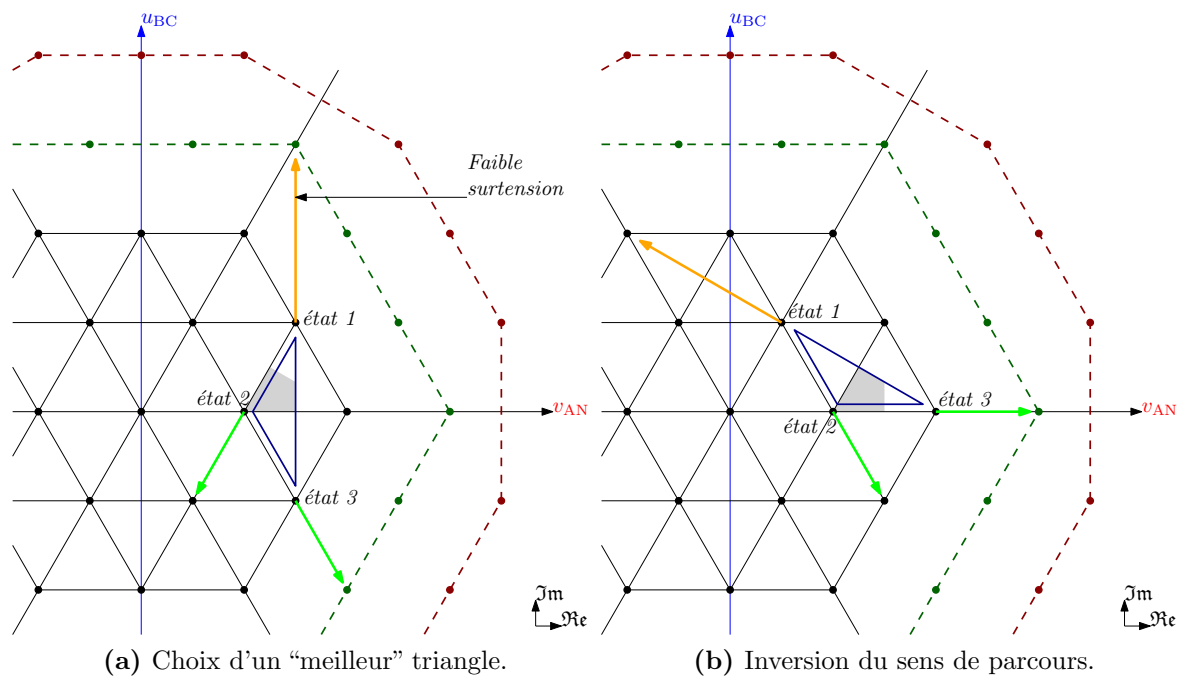 u_BC
Faible
surtension
état 1
état 2
v_AN
état 3
ℑm
ℜe
(a) Choix d'un “meilleur” triangle.
u_BC
état 1
état 3
v_AN
état 2
ℑm
ℜe
(b) Inversion du sens de parcours.